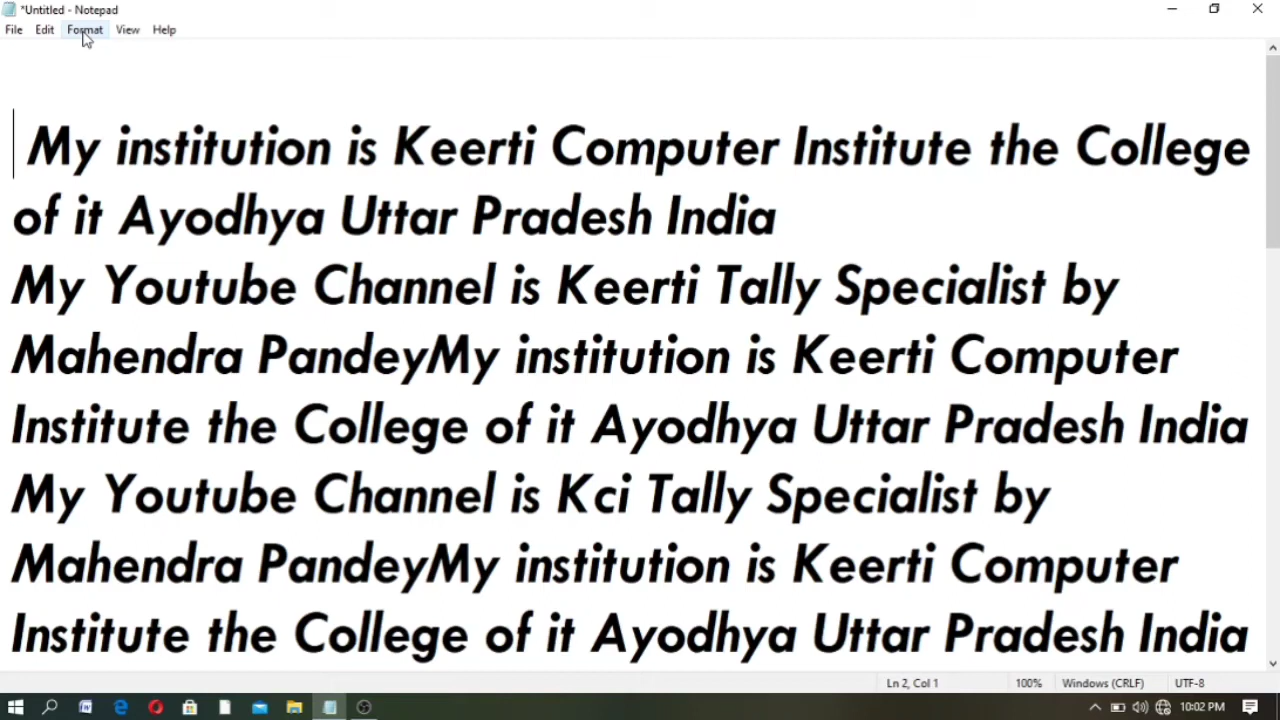 *Untitled - Notepad
File Edit Format View Help
My institution is Keerti Computer Institute the College
of it Ayodhya Uttar Pradesh India
My Youtube Channel is Keerti Tally Specialist by
Mahendra PandeyMy institution is Keerti Computer
Institute the College of it Ayodhya Uttar Pradesh India
My Youtube Channel is Kci Tally Specialist by
Mahendra PandeyMy institution is Keerti Computer
Institute the College of it Ayodhya Uttar Pradesh India
Ln 2, Col 1 100% Windows (CRLF) UTF-8
10:02 PM